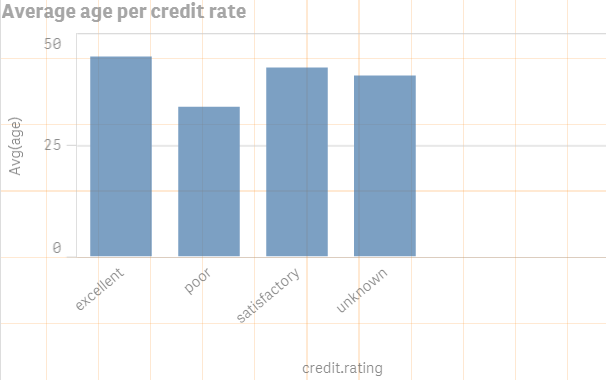 Average age per credit rate
Avg(age)
50
25
0
excellent
poor
satisfactory
unknown
credit.rating